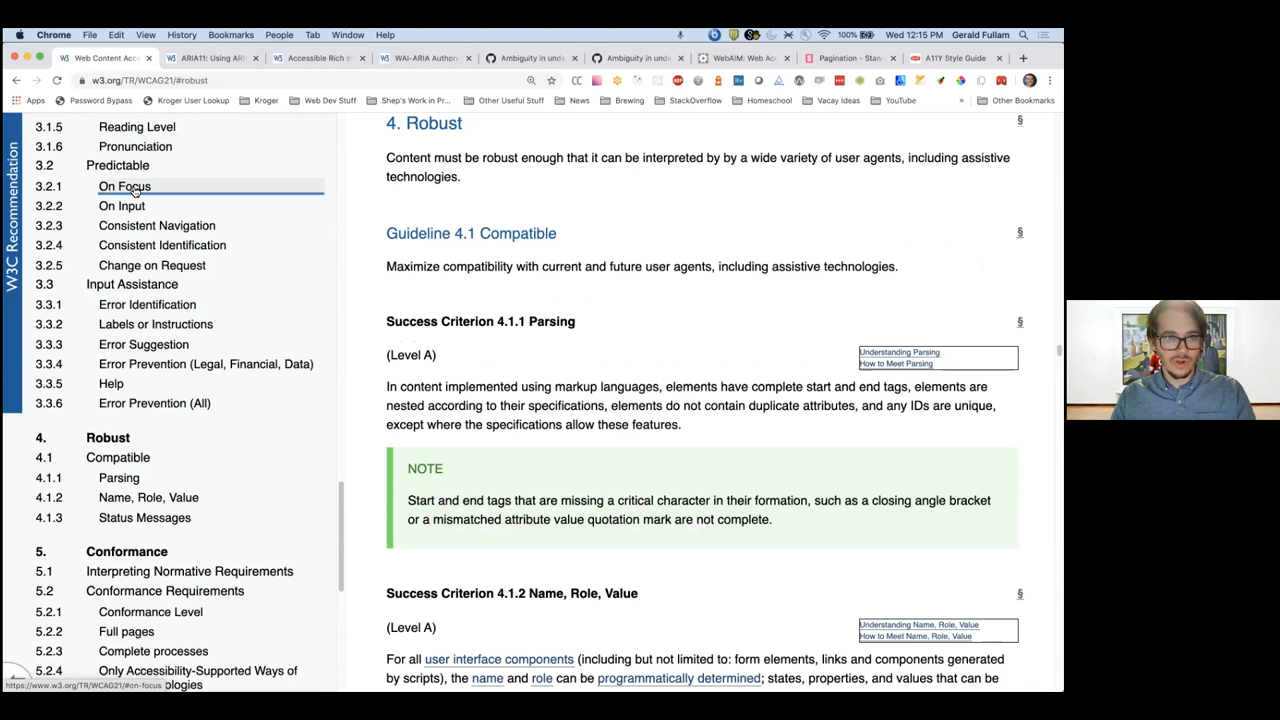 Chrome File Edit View History Bookmarks People Tab Window Help 100% Wed 12:15 PM Gerald Fullam
Web Content Acc ARIA11: Using AR Accessible Rich In WAI-ARIA Authori Ambiguity in unde Ambiguity in unde WebAIM: Web Acc Pagination - Stan A11Y Style Guide
w3.org/TR/WCAG21/#robust
Apps Password Bypass Kroger User Lookup Kroger Web Dev Stuff Shep's Work in Pr... Other Useful Stuff News Brewing StackOverflow Homeschool Vacay Ideas YouTube » Other Bookmarks
W3C Recommendation
3.1.5 Reading Level
3.1.6 Pronunciation
3.2 Predictable
3.2.1 On Focus
3.2.2 On Input
3.2.3 Consistent Navigation
3.2.4 Consistent Identification
3.2.5 Change on Request
3.3 Input Assistance
3.3.1 Error Identification
3.3.2 Labels or Instructions
3.3.3 Error Suggestion
3.3.4 Error Prevention (Legal, Financial, Data)
3.3.5 Help
3.3.6 Error Prevention (All)
4. Robust
4.1 Compatible
4.1.1 Parsing
4.1.2 Name, Role, Value
4.1.3 Status Messages
5. Conformance
5.1 Interpreting Normative Requirements
5.2 Conformance Requirements
5.2.1 Conformance Level
5.2.2 Full pages
5.2.3 Complete processes
5.2.4 Only Accessibility-Supported Ways of
ologies
https://www.w3.org/TR/WCAG21/#on-focus
4. Robust §
Content must be robust enough that it can be interpreted by by a wide variety of user agents, including assistive
technologies.
Guideline 4.1 Compatible §
Maximize compatibility with current and future user agents, including assistive technologies.
Success Criterion 4.1.1 Parsing §
(Level A)
Understanding Parsing
How to Meet Parsing
In content implemented using markup languages, elements have complete start and end tags, elements are
nested according to their specifications, elements do not contain duplicate attributes, and any IDs are unique,
except where the specifications allow these features.
NOTE
Start and end tags that are missing a critical character in their formation, such as a closing angle bracket
or a mismatched attribute value quotation mark are not complete.
Success Criterion 4.1.2 Name, Role, Value §
(Level A)
Understanding Name, Role, Value
How to Meet Name, Role, Value
For all user interface components (including but not limited to: form elements, links and components generated
by scripts), the name and role can be programmatically determined; states, properties, and values that can be